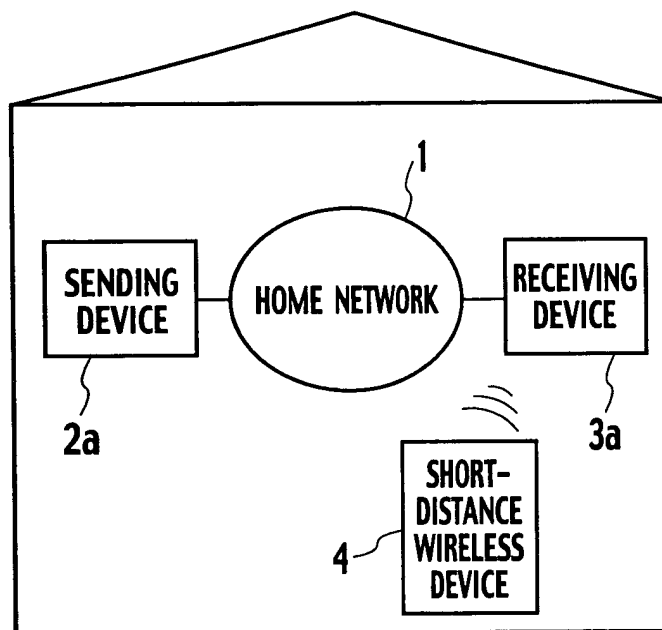 1
SENDING
DEVICE
HOME NETWORK
RECEIVING
DEVICE
2a
3a
SHORT-
DISTANCE
WIRELESS
DEVICE
4